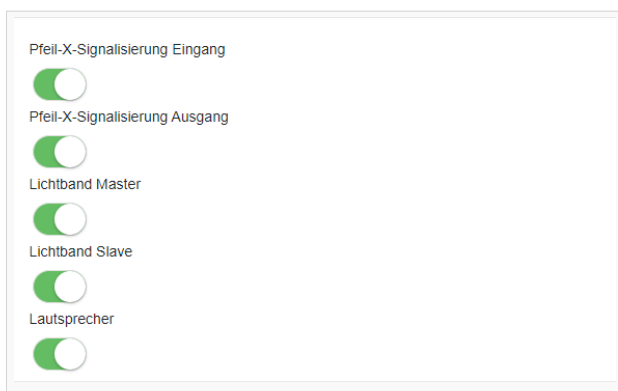 Pfeil-X-Signalisierung Eingang
Pfeil-X-Signalisierung Ausgang
Lichtband Master
Lichtband Slave
Lautsprecher